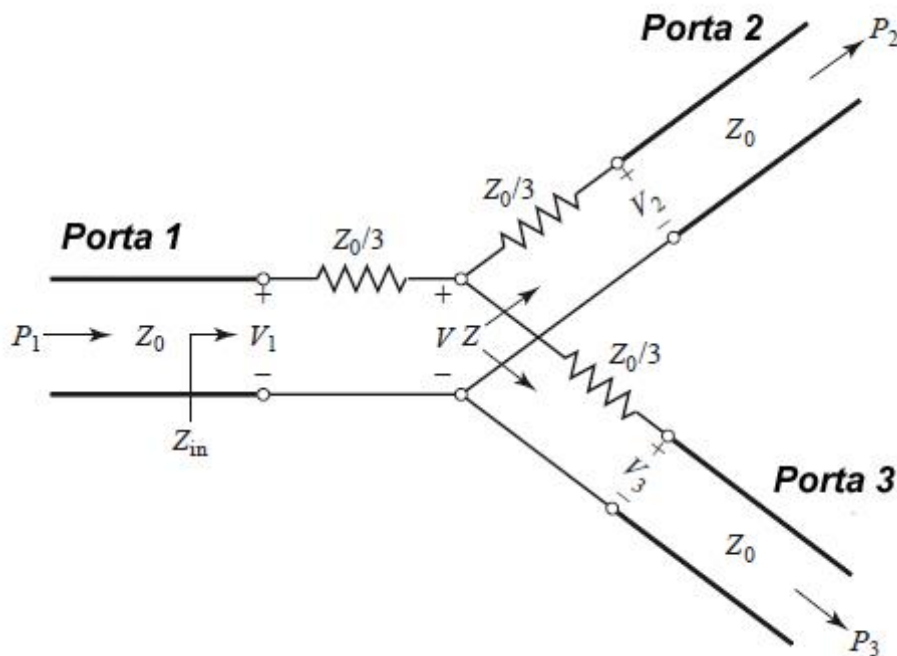 Porta 2
P₂
Z₀
Z₀/3
+
V₂
−
Porta 1
Z₀/3
+
+
P₁
Z₀
V₁
V
Z
−
−
Z₀/3
Zin
+
V₃
−
Porta 3
Z₀
P₃